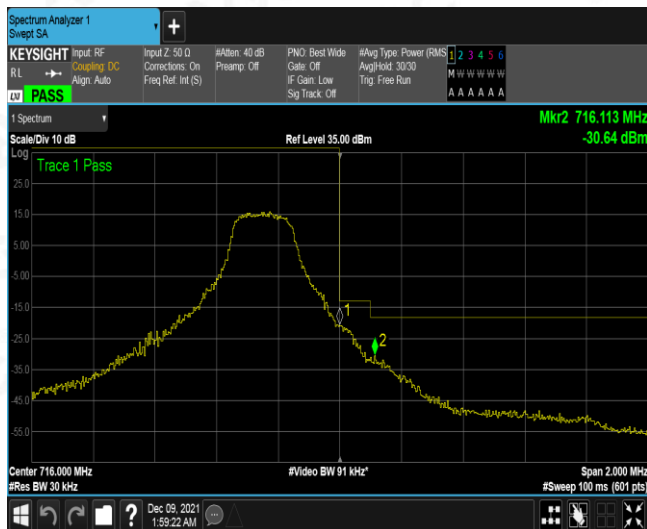 Spectrum Analyzer 1
Swept SA
+
KEYSIGHT Input: RF Input Z: 50 Ω #Atten: 40 dB PNO: Best Wide #Avg Type: Power (RMS 1 2 3 4 5 6
RL Coupling: DC Corrections: On Preamp: Off Gate: Off Avg|Hold: 30/30 M W W W W W
Align: Auto Freq Ref: Int (S) IF Gain: Low Trig: Free Run
LXI PASS Sig Track: Off A A A A A A
1 Spectrum Mkr2 716.113 MHz
Scale/Div 10 dB Ref Level 35.00 dBm -30.64 dBm
Log
Trace 1 Pass
25.0
15.0
5.00
-5.00
-15.0
1
-25.0
2
-35.0
-45.0
-55.0
Center 716.000 MHz #Video BW 91 kHz* Span 2.000 MHz
#Res BW 30 kHz #Sweep 100 ms (601 pts)
? Dec 09, 2021
1:59:22 AM